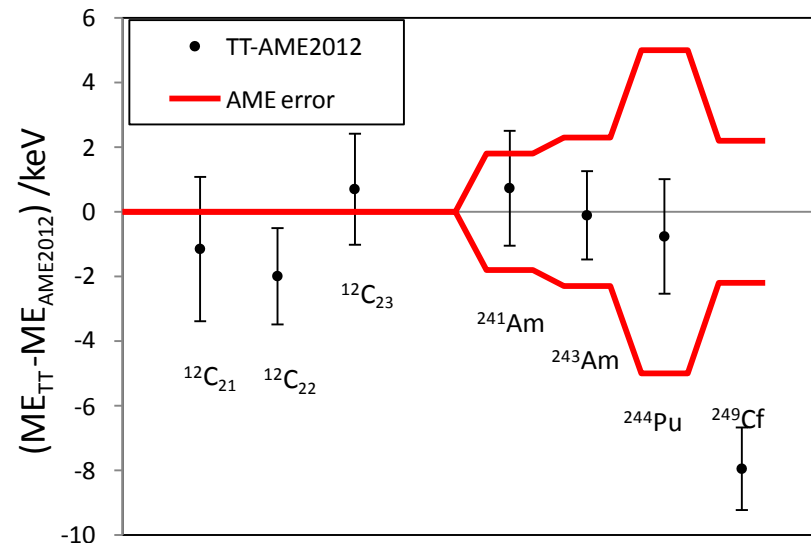 6
4
2
0
-2
-4
-6
-8
-10
(ME_TT-ME_AME2012) /keV
TT-AME2012
AME error
¹²C₂₁
¹²C₂₂
¹²C₂₃
²⁴¹Am
²⁴³Am
²⁴⁴Pu
²⁴⁹Cf